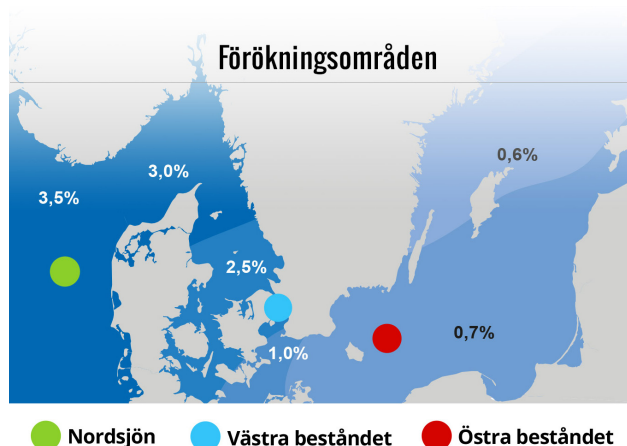 Förökningsområden
0,6%
3,0%
3,5%
2,5%
0,7%
1,0%
Nordsjön
Västra beståndet
Östra beståndet